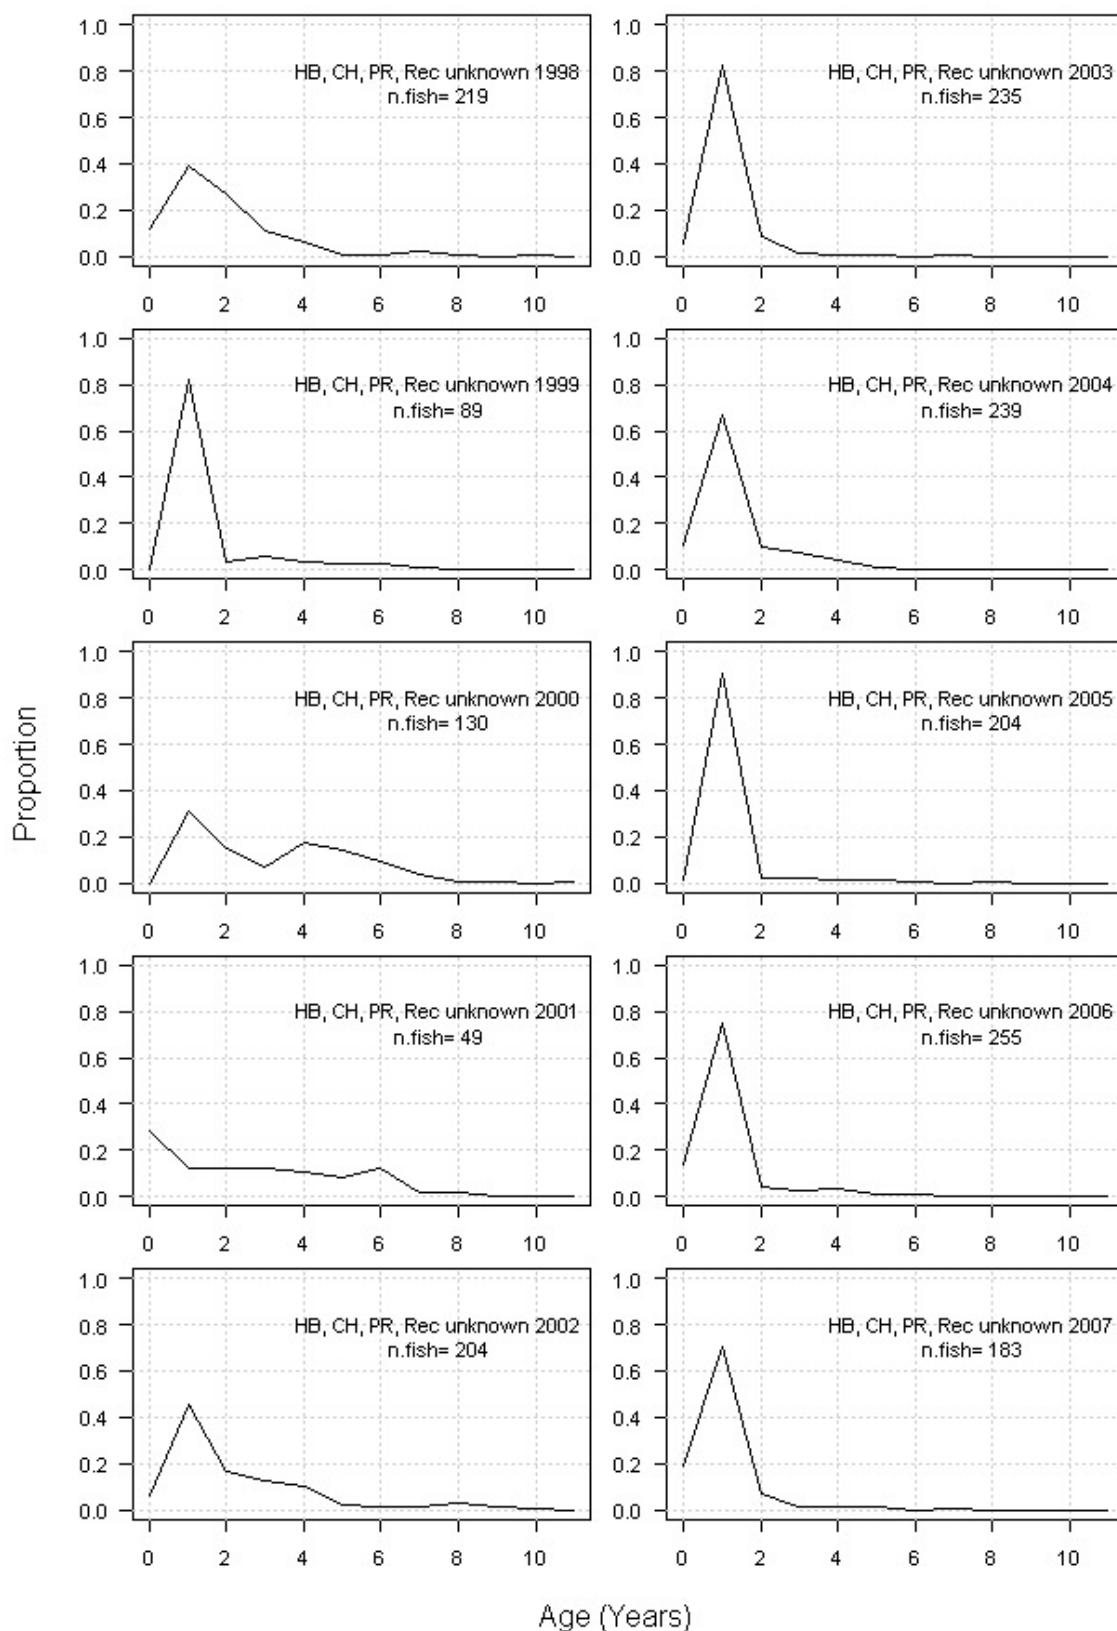 1.0
0.8
0.6
0.4
0.2
0.0
HB, CH, PR, Rec unknown 1998
n.fish= 219
0 2 4 6 8 10
HB, CH, PR, Rec unknown 2003
n.fish= 235
1.0
0.8
0.6
0.4
0.2
0.0
0 2 4 6 8 10
1.0
0.8
0.6
0.4
0.2
0.0
HB, CH, PR, Rec unknown 1999
n.fish= 89
0 2 4 6 8 10
1.0
0.8
0.6
0.4
0.2
0.0
HB, CH, PR, Rec unknown 2004
n.fish= 239
0 2 4 6 8 10
Proportion
1.0
0.8
0.6
0.4
0.2
0.0
HB, CH, PR, Rec unknown 2000
n.fish= 130
0 2 4 6 8 10
1.0
0.8
0.6
0.4
0.2
0.0
HB, CH, PR, Rec unknown 2005
n.fish= 204
0 2 4 6 8 10
1.0
0.8
0.6
0.4
0.2
0.0
HB, CH, PR, Rec unknown 2001
n.fish= 49
0 2 4 6 8 10
1.0
0.8
0.6
0.4
0.2
0.0
HB, CH, PR, Rec unknown 2006
n.fish= 255
0 2 4 6 8 10
1.0
0.8
0.6
0.4
0.2
0.0
HB, CH, PR, Rec unknown 2002
n.fish= 204
0 2 4 6 8 10
1.0
0.8
0.6
0.4
0.2
0.0
HB, CH, PR, Rec unknown 2007
n.fish= 183
0 2 4 6 8 10
Age (Years)